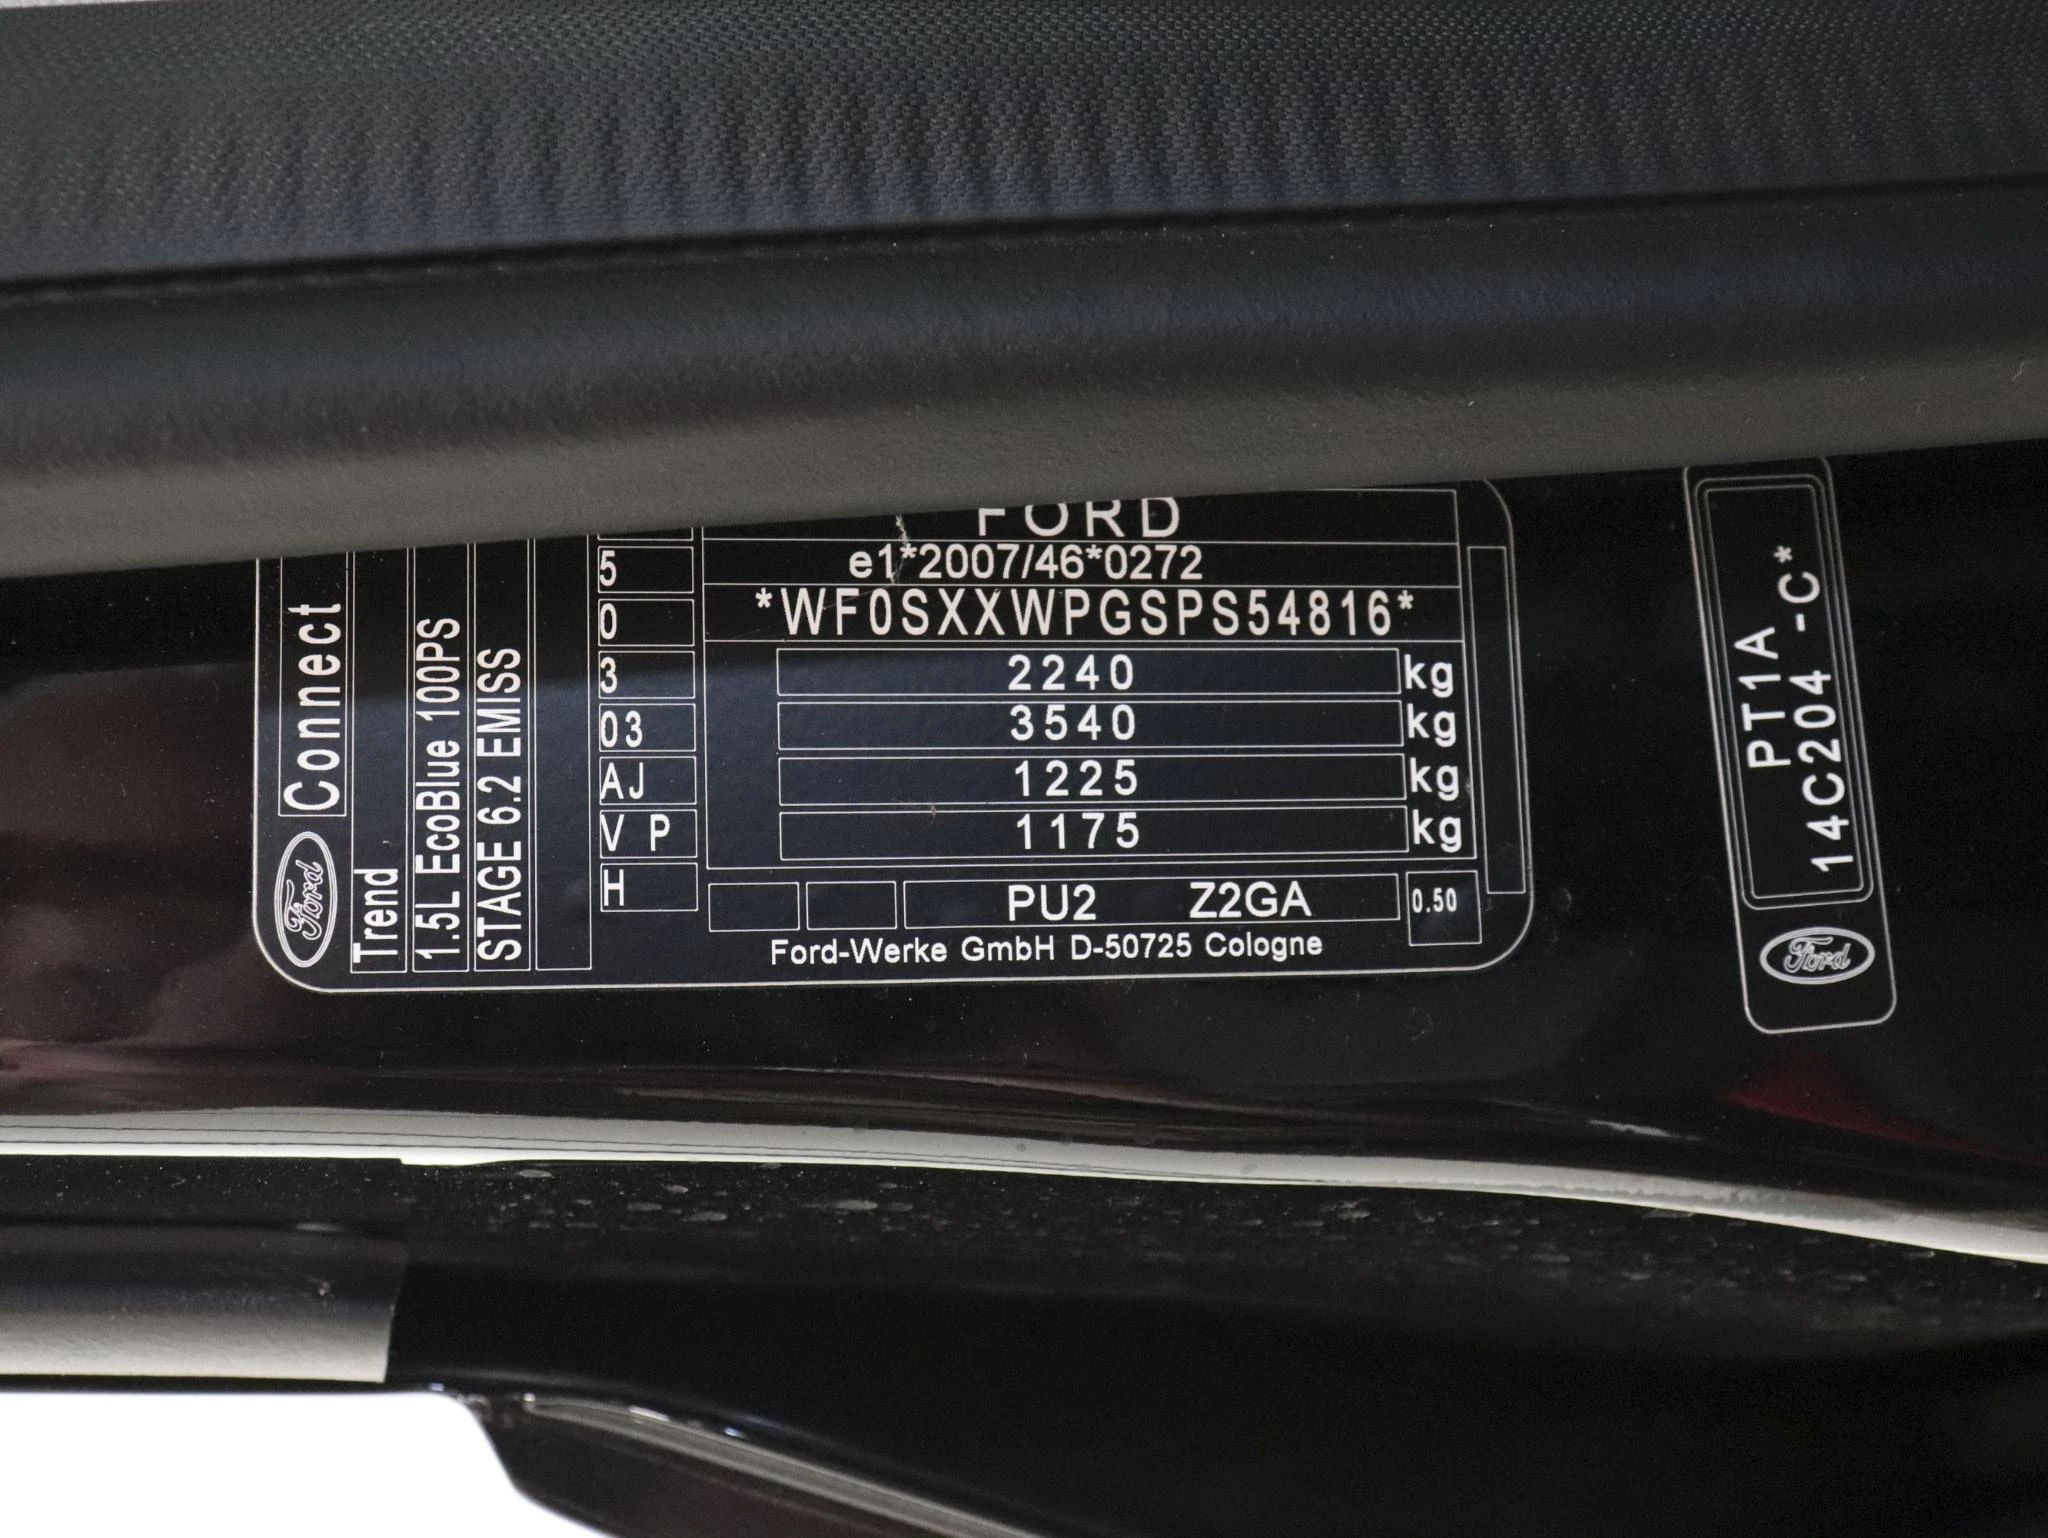 FORD
e1*2007/46*0272
*WF0SXXWPGSPS54816*
2240 kg
3540 kg
1225 kg
1175 kg
PU2 Z2GA 0.50
Ford-Werke GmbH D-50725 Cologne
5
0
3
03
AJ
V P
H
Ford Connect
Trend
1.5L EcoBlue 100PS
STAGE 6.2 EMISS
PT1A
14C204 -C*
Ford